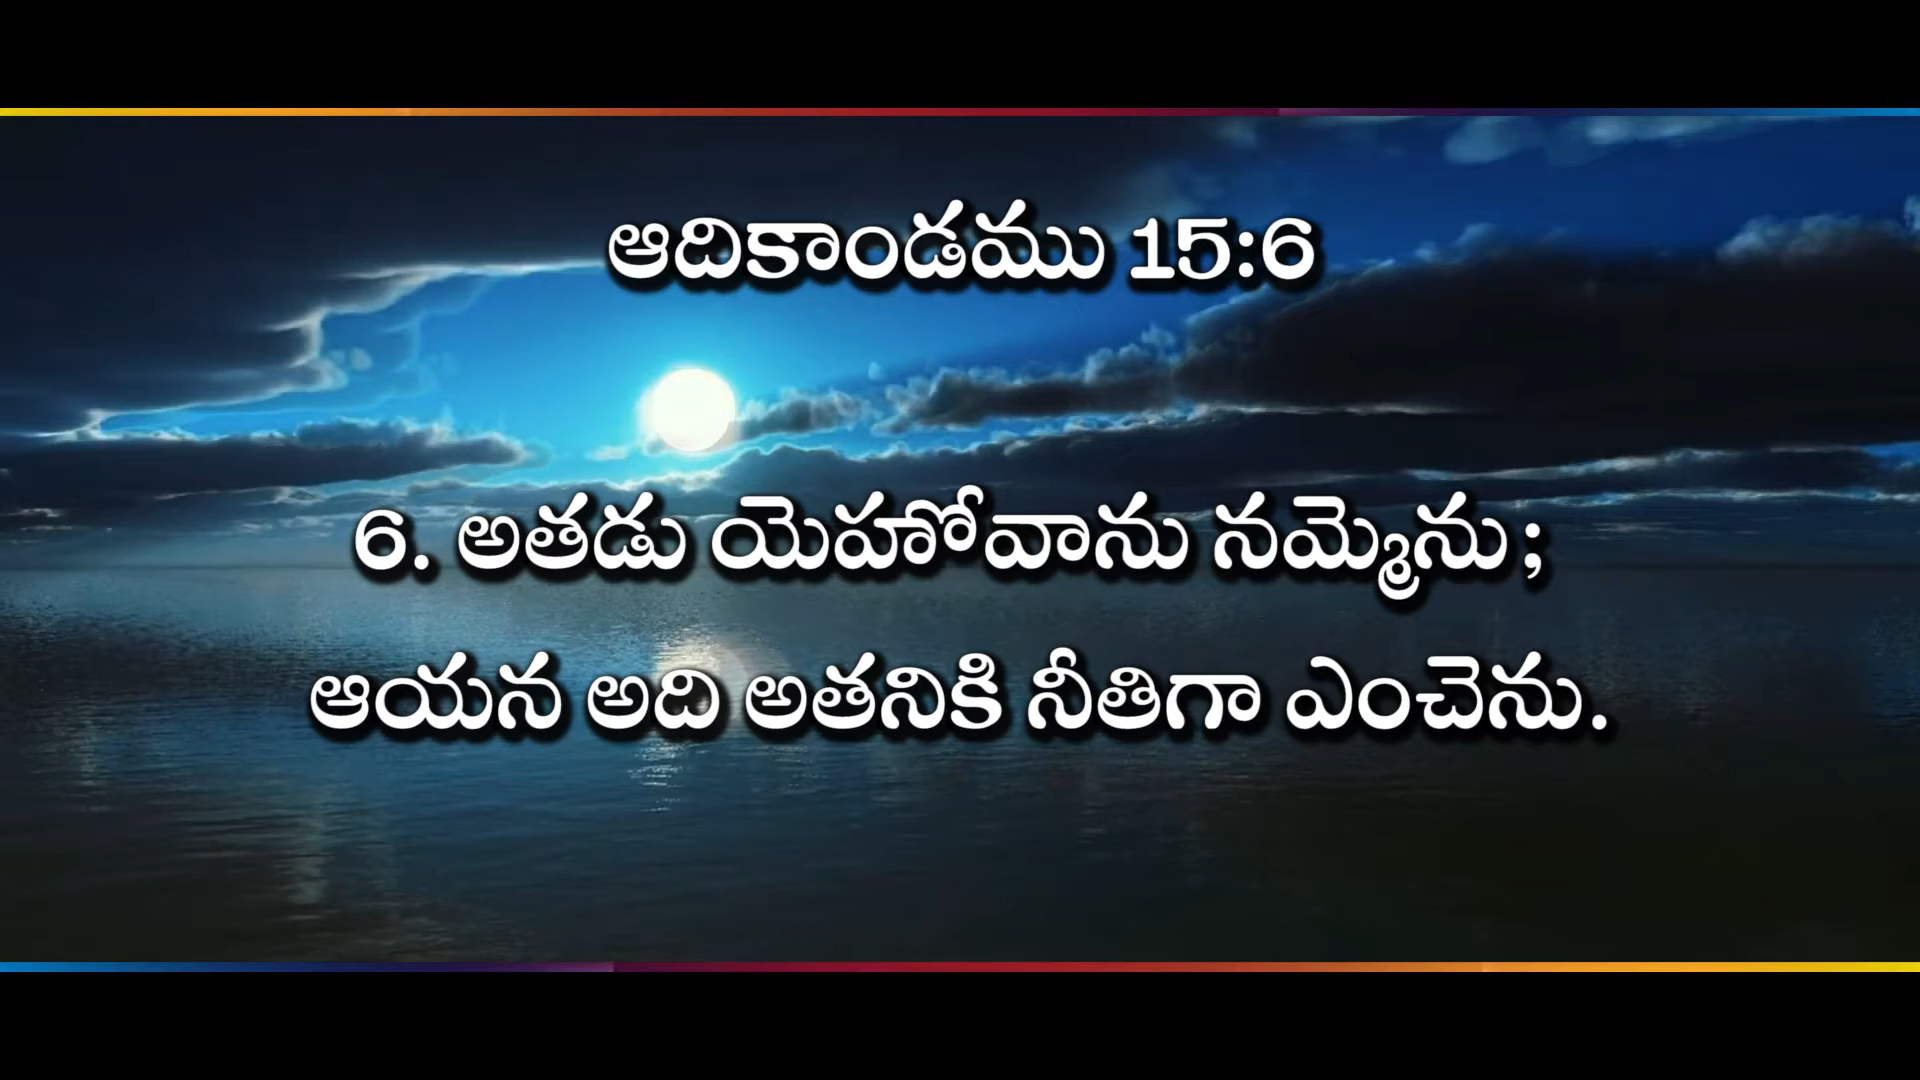 ఆదికాండము 15:6
6. అతడు యెహోవాను నమ్మెను;
ఆయన అది అతనికి నీతిగా ఎంచెను.